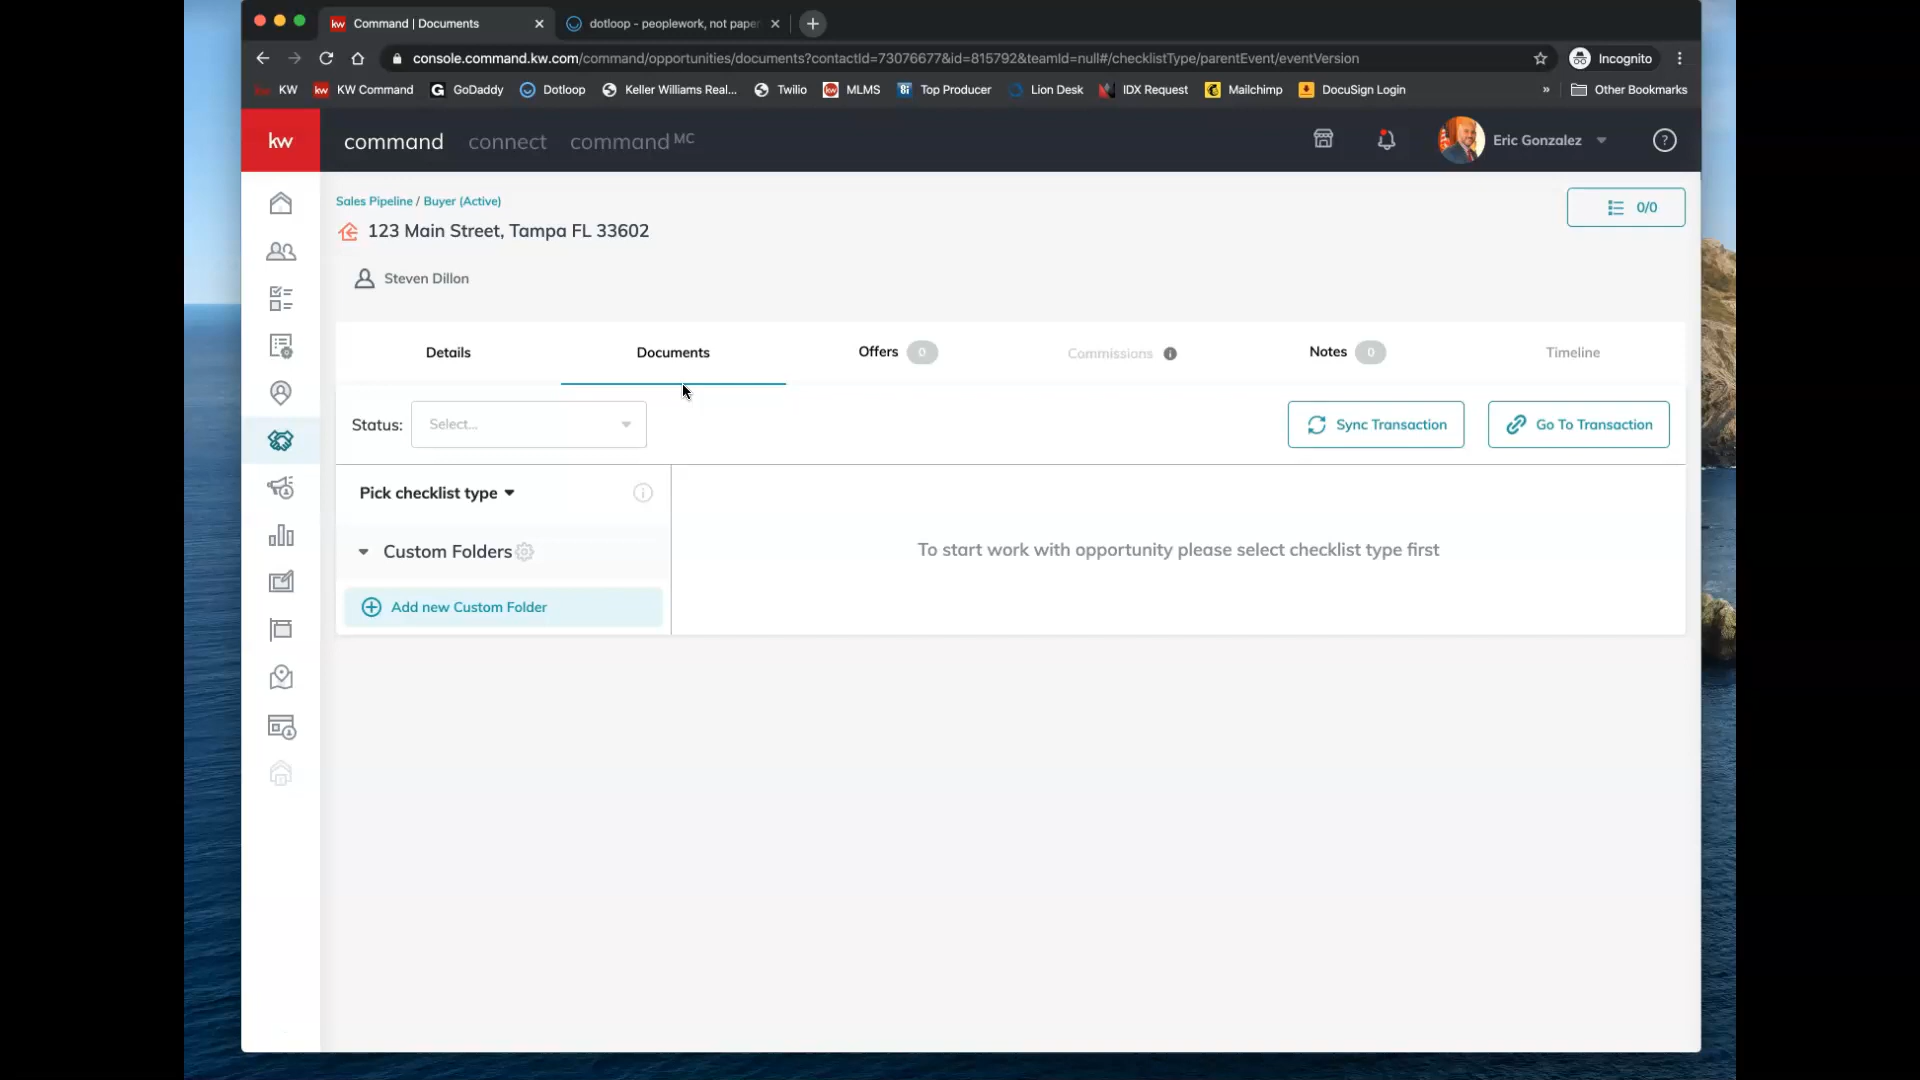 kw Command | Documents
dotloop - peoplework, not paper
console.command.kw.com/command/opportunities/documents?contactId=73076677&id=815792&teamId=null#/checklistType/parentEvent/eventVersion
Incognito
KW
kw KW Command
G GoDaddy
Dotloop
Keller Williams Real...
Twilio
kw MLMS
Top Producer
Lion Desk
IDX Request
Mailchimp
DocuSign Login
»
Other Bookmarks
kw
command connect command MC
Eric Gonzalez
?
Sales Pipeline / Buyer (Active)
0/0
123 Main Street, Tampa FL 33602
Steven Dillon
Details
Documents
Offers 0
Commissions i
Notes 0
Timeline
Status: Select...
Sync Transaction
Go To Transaction
Pick checklist type
Custom Folders
To start work with opportunity please select checklist type first
Add new Custom Folder